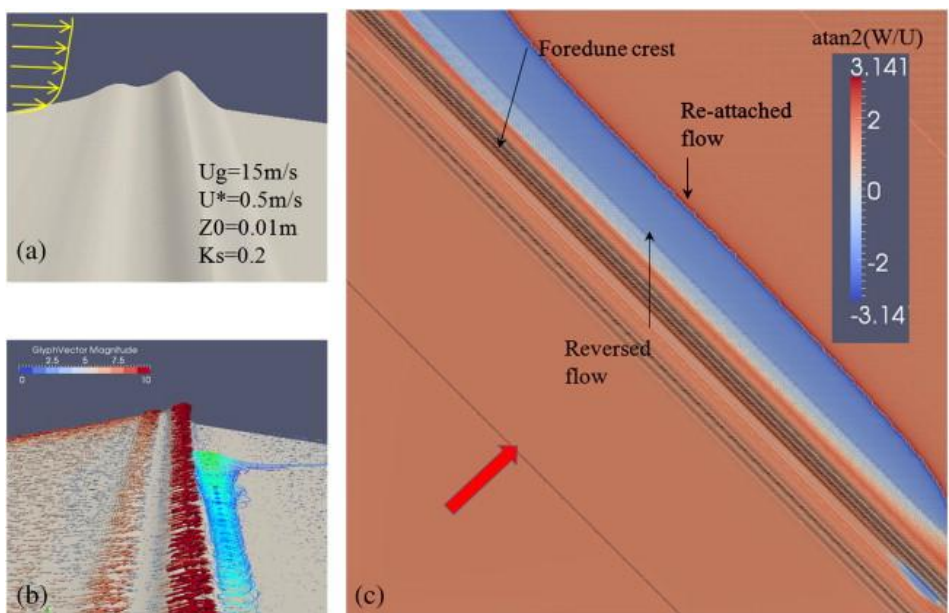 Ug=15m/s
U*=0.5m/s
Z0=0.01m
Ks=0.2
(a)
GlyphVector Magnitude
2.5 5 7.5
0 10
(b)
Foredune crest
Re-attached
flow
Reversed
flow
atan2(W/U)
3.141
2
0
-2
-3.141
(c)